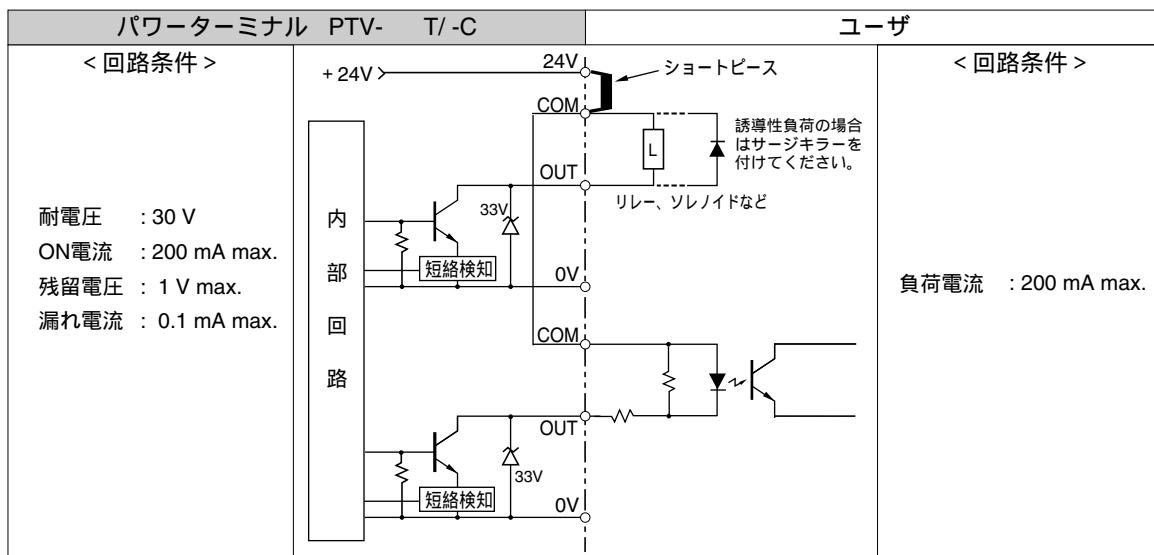 パワーターミナル PTV- T/ -C
ユーザ
< 回路条件 >
耐電圧 : 30 V
ON電流 : 200 mA max.
残留電圧 : 1 V max.
漏れ電流 : 0.1 mA max.
+ 24V
24V
ショートピース
COM
L
誘導性負荷の場合
はサージキラーを
付けてください。
OUT
リレー、ソレノイドなど
33V
内部回路
短絡検知
0V
COM
OUT
33V
短絡検知
0V
< 回路条件 >
負荷電流 : 200 mA max.